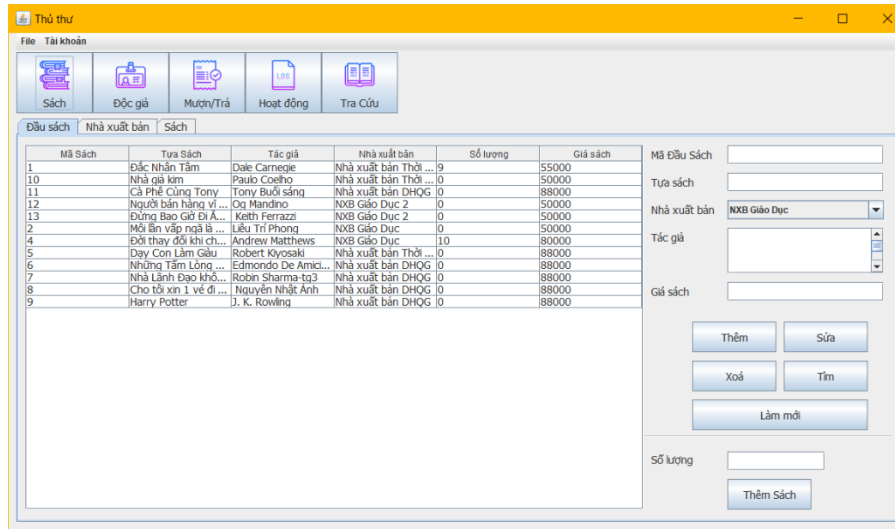 Thủ thư
File Tài khoản
Sách Độc giả Mượn/Trả LOG Hoạt động Tra Cứu
Đầu sách Nhà xuất bản Sách
Mã Sách Tựa Sách Tác giả Nhà xuất bản Số lượng Giá sách
1 Đắc Nhân Tâm Dale Carnegie Nhà xuất bản Thời ... 9 55000
10 Nhà giả kim Paulo Coelho Nhà xuất bản Thời ... 0 50000
11 Cà Phê Cùng Tony Tony Buổi sáng Nhà xuất bản DHQG 0 88000
12 Người bán hàng vĩ ... Og Mandino NXB Giáo Dục 2 0 50000
13 Đừng Bao Giờ Đi Ă... Keith Ferrazzi NXB Giáo Dục 2 0 50000
2 Mỗi lần vấp ngã là ... Liêu Trí Phong NXB Giáo Dục 0 50000
4 Đời thay đổi khi ch... Andrew Matthews NXB Giáo Dục 10 80000
5 Dạy Con Làm Giàu Robert Kiyosaki Nhà xuất bản Thời ... 0 88000
6 Những Tấm Lòng ... Edmondo De Amici... Nhà xuất bản DHQG 0 88000
7 Nhà Lãnh Đạo khô... Robin Sharma-tg3 Nhà xuất bản DHQG 0 88000
8 Cho tôi xin 1 vé đi ... Nguyễn Nhật Ánh Nhà xuất bản DHQG 0 88000
9 Harry Potter J. K. Rowling Nhà xuất bản DHQG 0 88000
Mã Đầu Sách
Tựa sách
Nhà xuất bản NXB Giáo Dục
Tác giả
Giá sách
Thêm Sửa
Xoá Tìm
Làm mới
Số lượng
Thêm Sách